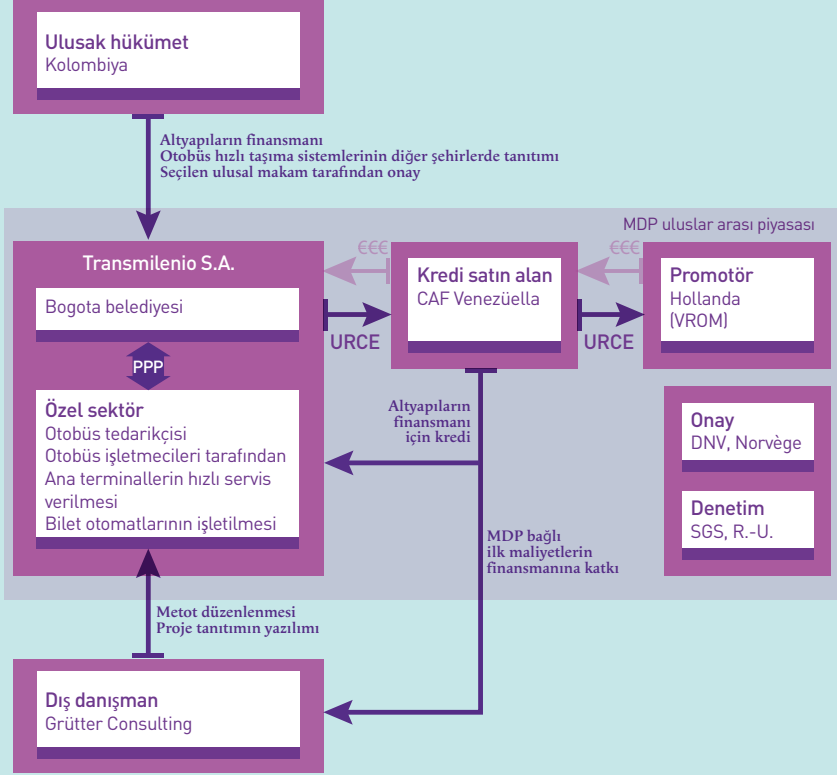 Ulusak hükümet
Kolombiya
Altyapıların finansmanı
Otobüs hızlı taşıma sistemlerinin diğer şehirlerde tanıtımı
Seçilen ulusal makam tarafından onay
MDP uluslar arası piyasası
Transmilenio S.A.
Bogota belediyesi
PPP
Özel sektör
Otobüs tedarikçisi
Otobüs işletmecileri tarafından
Ana terminallerin hızlı servis
verilmesi
Bilet otomatlarının işletilmesi
€€€
URCE
Kredi satın alan
CAF Venezüella
€€€
URCE
Promotör
Hollanda
(VROM)
Altyapıların
finansmanı
için kredi
Onay
DNV, Norvège
Denetim
SGS, R.-U.
MDP bağlı
ilk maliyetlerin
finansmanına katkı
Metot düzenlenmesi
Proje tanıtımın yazılımı
Dış danışman
Grütter Consulting